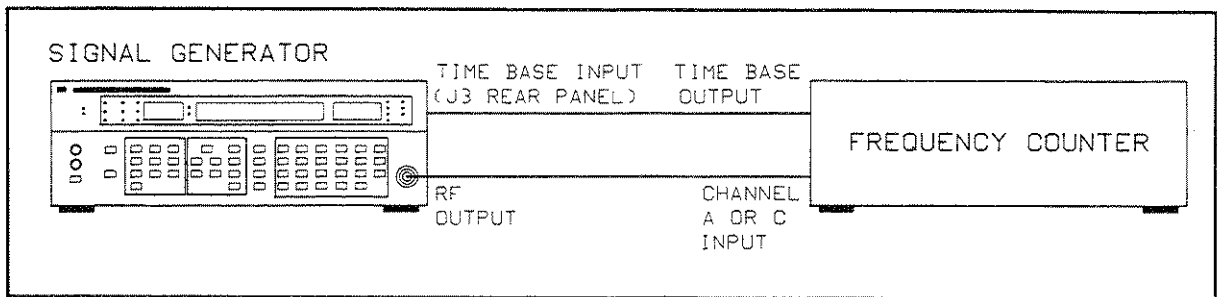 SIGNAL GENERATOR
TIME BASE INPUT
(J3 REAR PANEL)
TIME BASE
OUTPUT
FREQUENCY COUNTER
RF
OUTPUT
CHANNEL
A OR C
INPUT